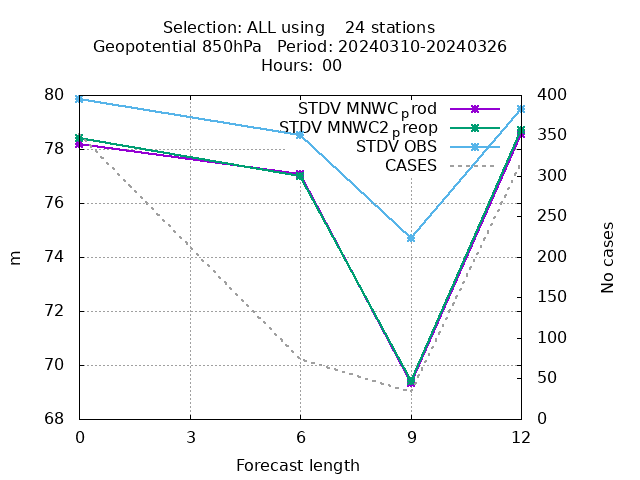 Selection: ALL using    24 stations
Geopotential 850hPa   Period: 20240310-20240326
Hours: 00
80
78
76
74
72
70
68
m
STDV MNWCprod
STDV MNWC2preop
STDV OBS
CASES
400
350
300
250
200
150
100
50
0
No cases
0 3 6 9 12
Forecast length